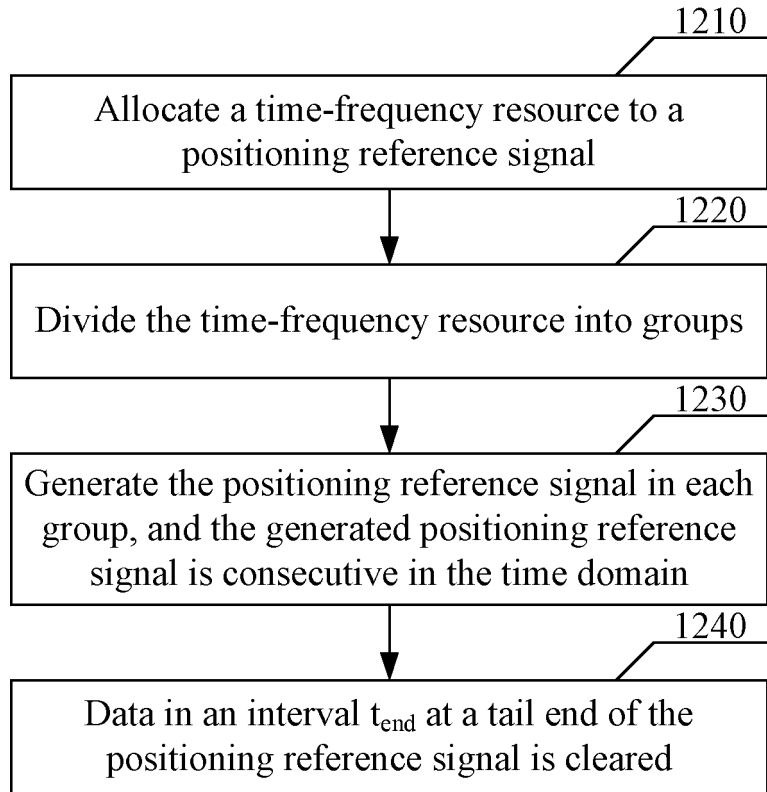 1210
Allocate a time-frequency resource to a
positioning reference signal
1220
Divide the time-frequency resource into groups
1230
Generate the positioning reference signal in each
group, and the generated positioning reference
signal is consecutive in the time domain
1240
Data in an interval t_end at a tail end of the
positioning reference signal is cleared